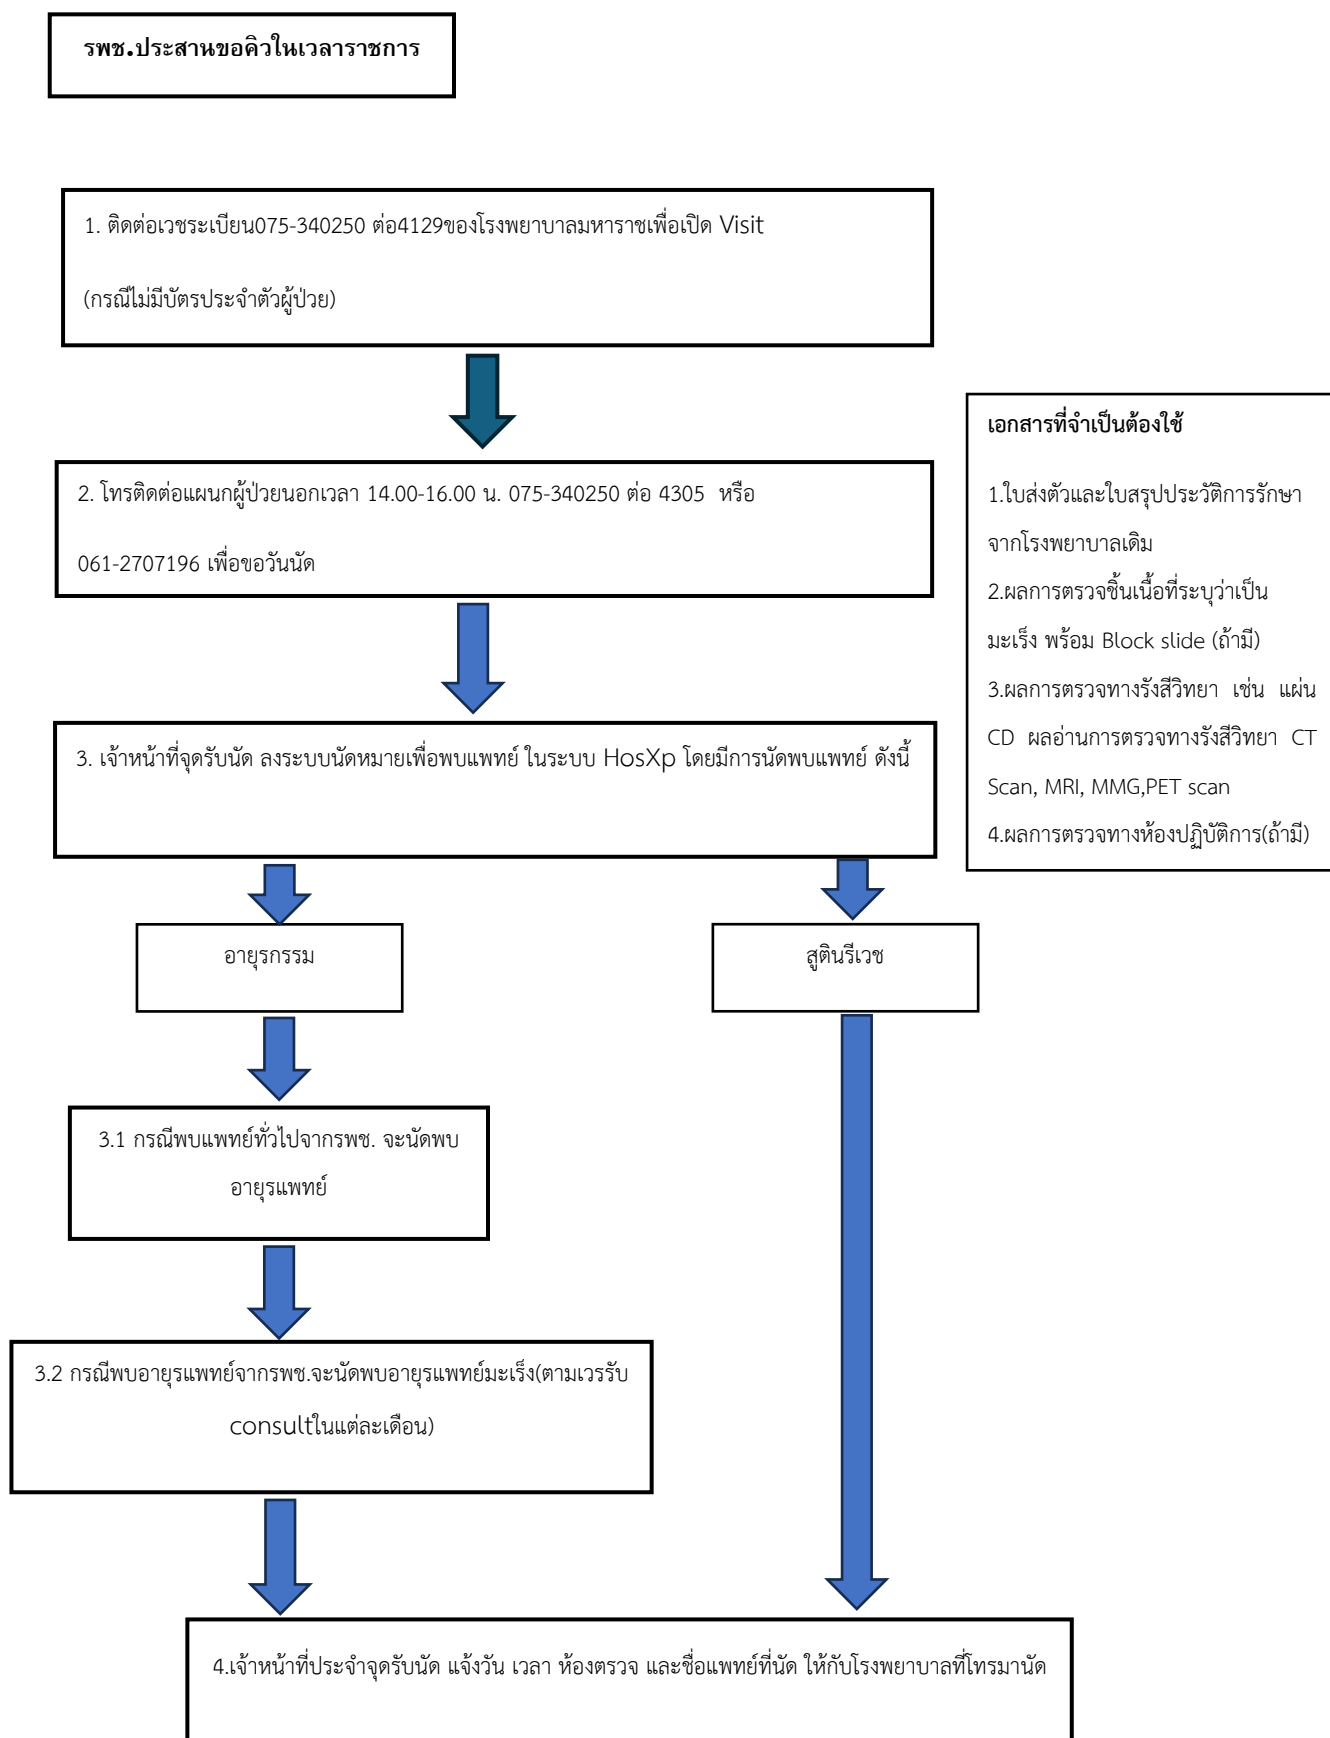 รพช.ประสานขอคิวในเวลาราชการ
1. ติดต่อเวชระเบียน075-340250 ต่อ4129ของโรงพยาบาลมหาราชเพื่อเปิด Visit
(กรณีไม่มีบัตรประจำตัวผู้ป่วย)
2. โทรติดต่อแผนกผู้ป่วยนอกเวลา 14.00-16.00 น. 075-340250 ต่อ 4305 หรือ
061-2707196 เพื่อขอวันนัด
เอกสารที่จำเป็นต้องใช้
1.ใบส่งตัวและใบสรุปประวัติการรักษา
จากโรงพยาบาลเดิม
2.ผลการตรวจชิ้นเนื้อที่ระบุว่าเป็น
มะเร็ง พร้อม Block slide (ถ้ามี)
3.ผลการตรวจทางรังสีวิทยา เช่น แผ่น
CD ผลอ่านการตรวจทางรังสีวิทยา CT
Scan, MRI, MMG,PET scan
4.ผลการตรวจทางห้องปฏิบัติการ(ถ้ามี)
3. เจ้าหน้าที่จุดรับนัด ลงระบบนัดหมายเพื่อพบแพทย์ ในระบบ HosXp โดยมีการนัดพบแพทย์ ดังนี้
อายุรกรรม
สูตินรีเวช
3.1 กรณีพบแพทย์ทั่วไปจากรพช. จะนัดพบ
อายุรแพทย์
3.2 กรณีพบอายุรแพทย์จากรพช.จะนัดพบอายุรแพทย์มะเร็ง(ตามเวรรับ
consultในแต่ละเดือน)
4.เจ้าหน้าที่ประจำจุดรับนัด แจ้งวัน เวลา ห้องตรวจ และชื่อแพทย์ที่นัด ให้กับโรงพยาบาลที่โทรมานัด